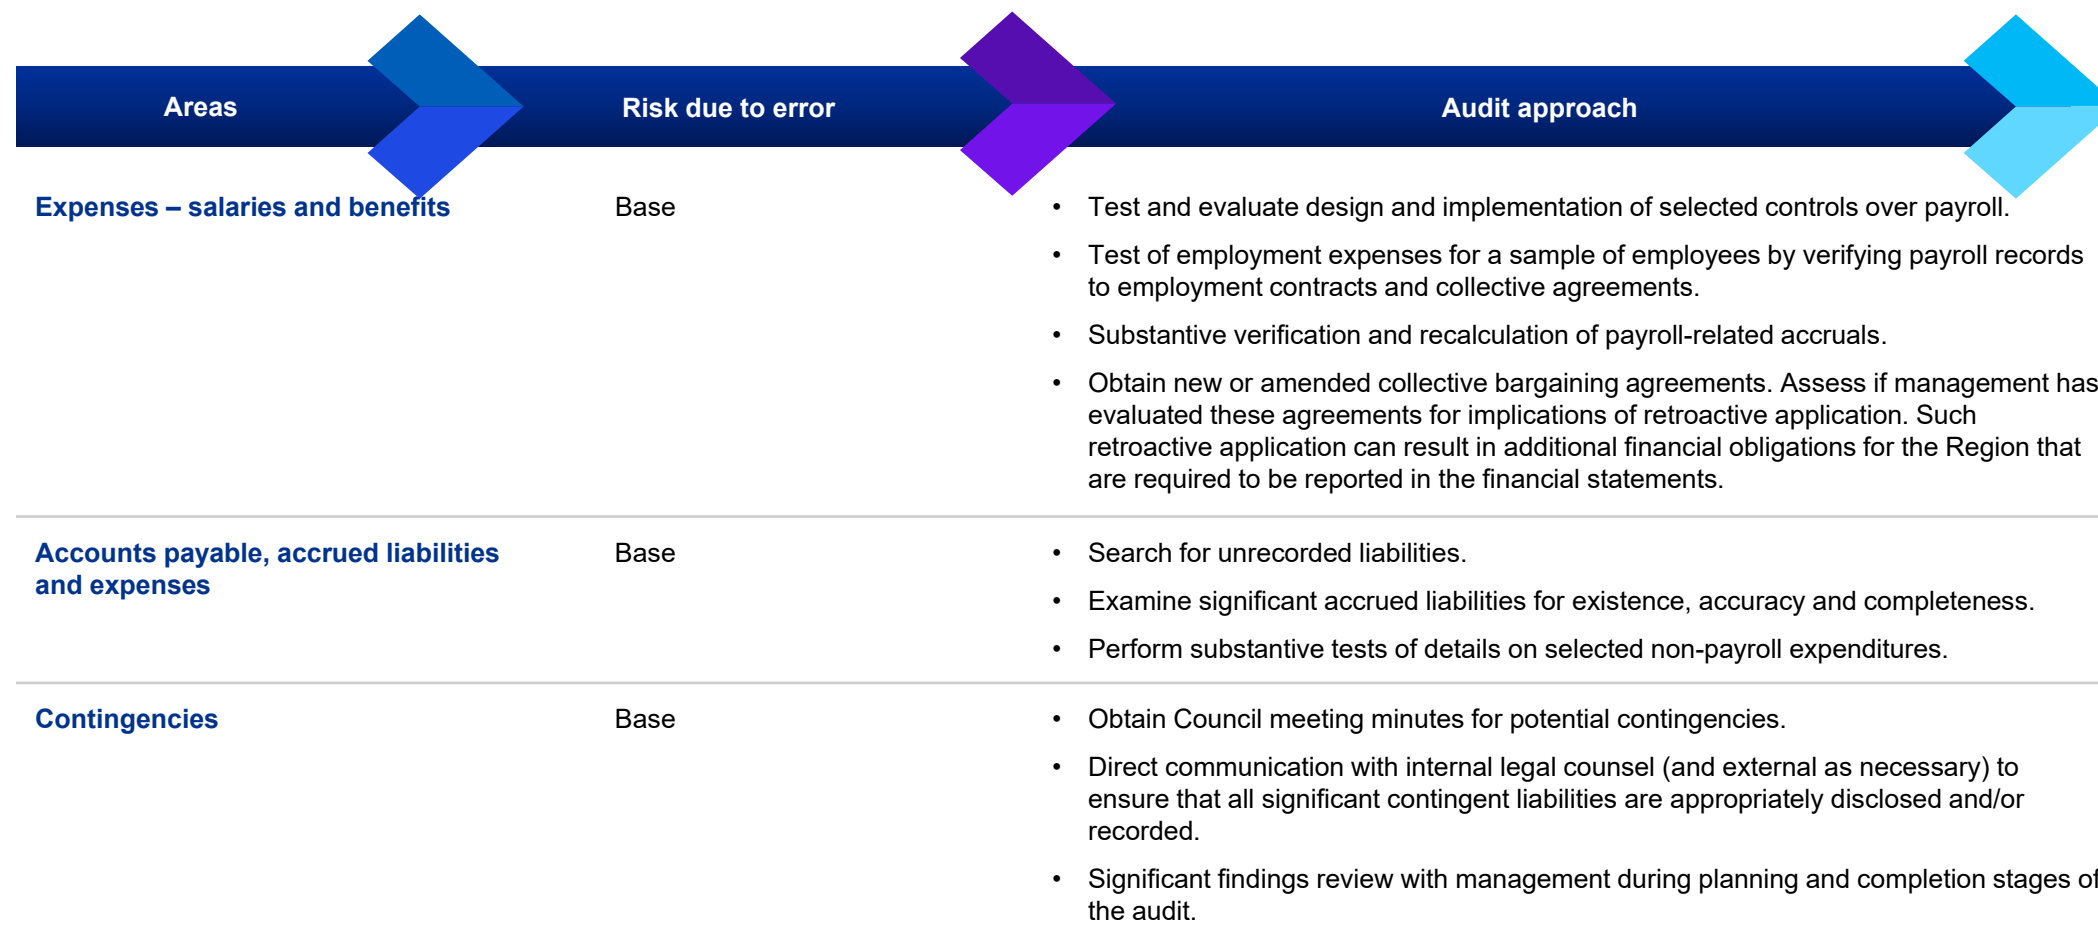 Areas
Risk due to error
Audit approach
Expenses – salaries and benefits
Base
• Test and evaluate design and implementation of selected controls over payroll.
• Test of employment expenses for a sample of employees by verifying payroll records
to employment contracts and collective agreements.
• Substantive verification and recalculation of payroll-related accruals.
• Obtain new or amended collective bargaining agreements. Assess if management has
evaluated these agreements for implications of retroactive application. Such
retroactive application can result in additional financial obligations for the Region that
are required to be reported in the financial statements.
Accounts payable, accrued liabilities
and expenses
Base
• Search for unrecorded liabilities.
• Examine significant accrued liabilities for existence, accuracy and completeness.
• Perform substantive tests of details on selected non-payroll expenditures.
Contingencies
Base
• Obtain Council meeting minutes for potential contingencies.
• Direct communication with internal legal counsel (and external as necessary) to
ensure that all significant contingent liabilities are appropriately disclosed and/or
recorded.
• Significant findings review with management during planning and completion stages of
the audit.